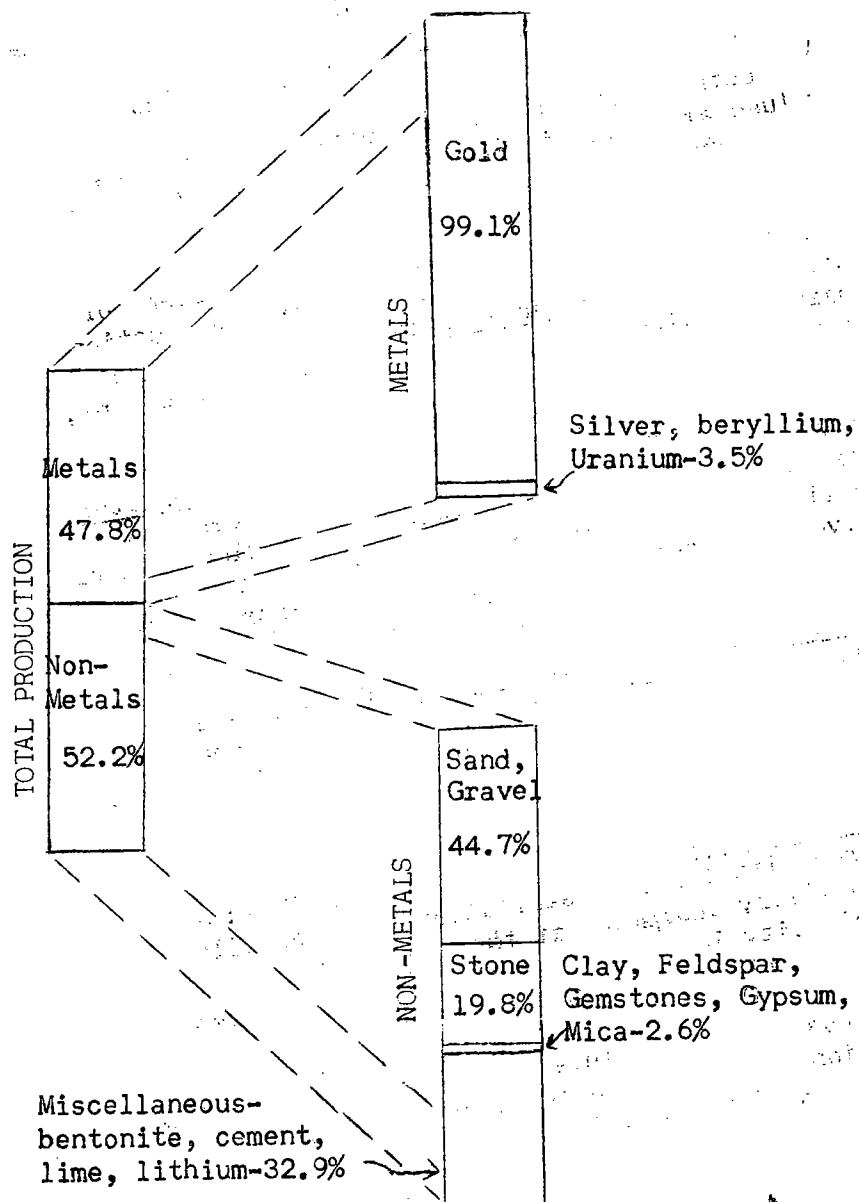 Gold
99.1%
METALS
Silver, beryllium,
Uranium-3.5%
Metals
47.8%
TOTAL PRODUCTION
Non-
Metals
52.2%
Sand,
Gravel
44.7%
NON-METALS
Stone
19.8%
Clay, Feldspar,
Gemstones, Gypsum,
Mica-2.6%
Miscellaneous-
bentonite, cement,
lime, lithium-32.9%